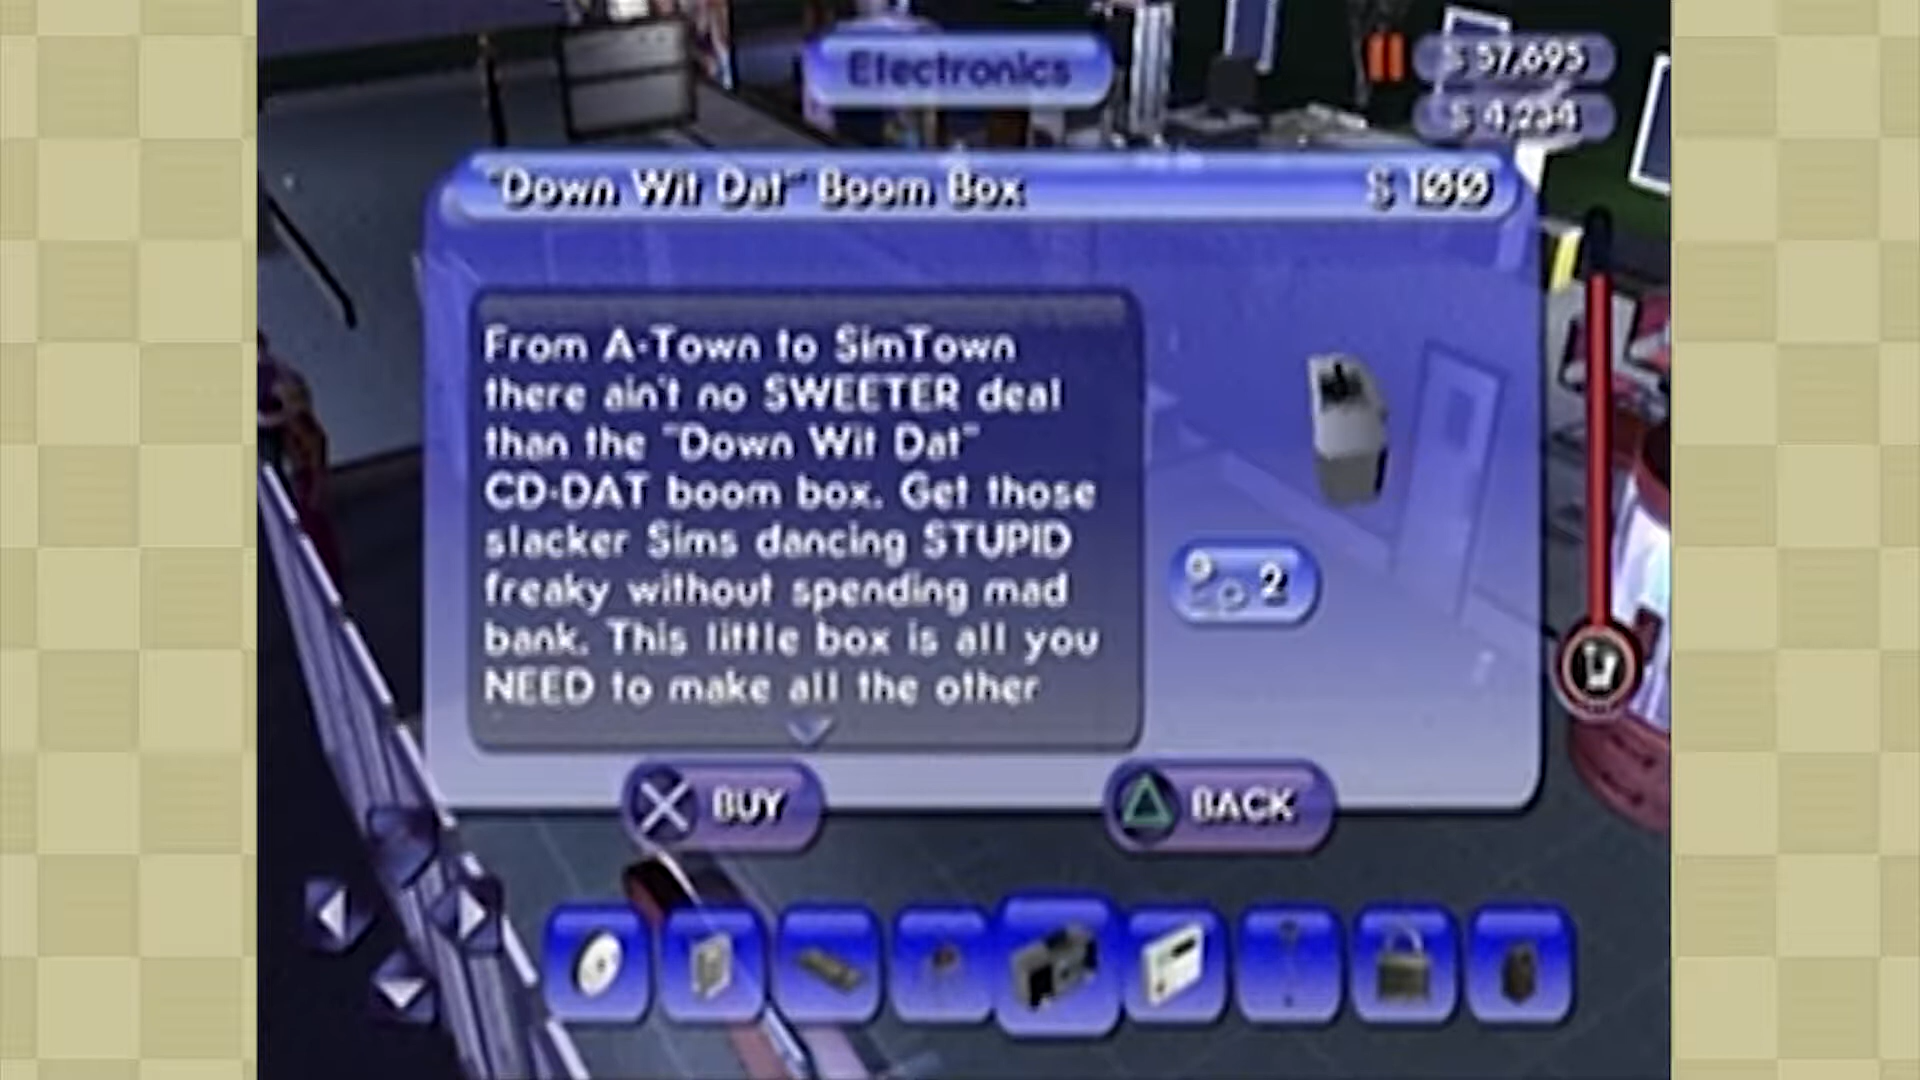 Electronics
$ 57,695
$ 4,234
"Down Wit Dat" Boom Box
$ 100
From A-Town to SimTown
there ain't no SWEETER deal
than the "Down Wit Dat"
CD-DAT boom box. Get those
slacker Sims dancing STUPID
freaky without spending mad
bank. This little box is all you
NEED to make all the other
2
BUY
BACK